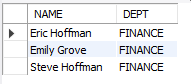 NAME DEPT
Eric Hoffman FINANCE
Emily Grove FINANCE
Steve Hoffman FINANCE